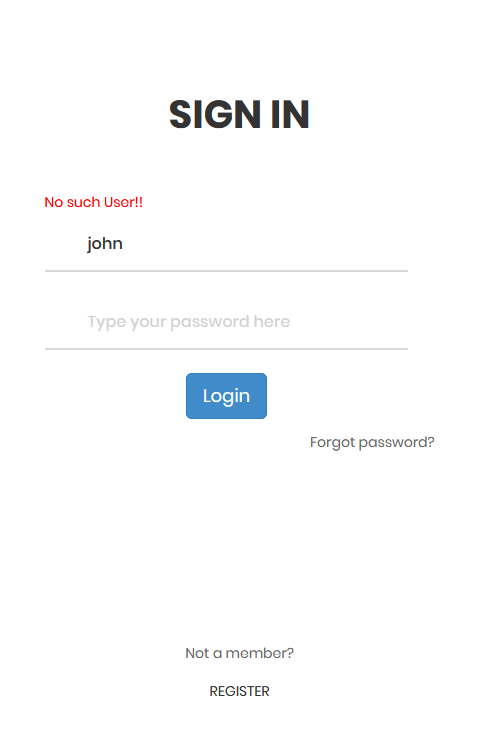 SIGN IN
No such User!!
john
Type your password here
Login
Forgot password?
Not a member?
REGISTER